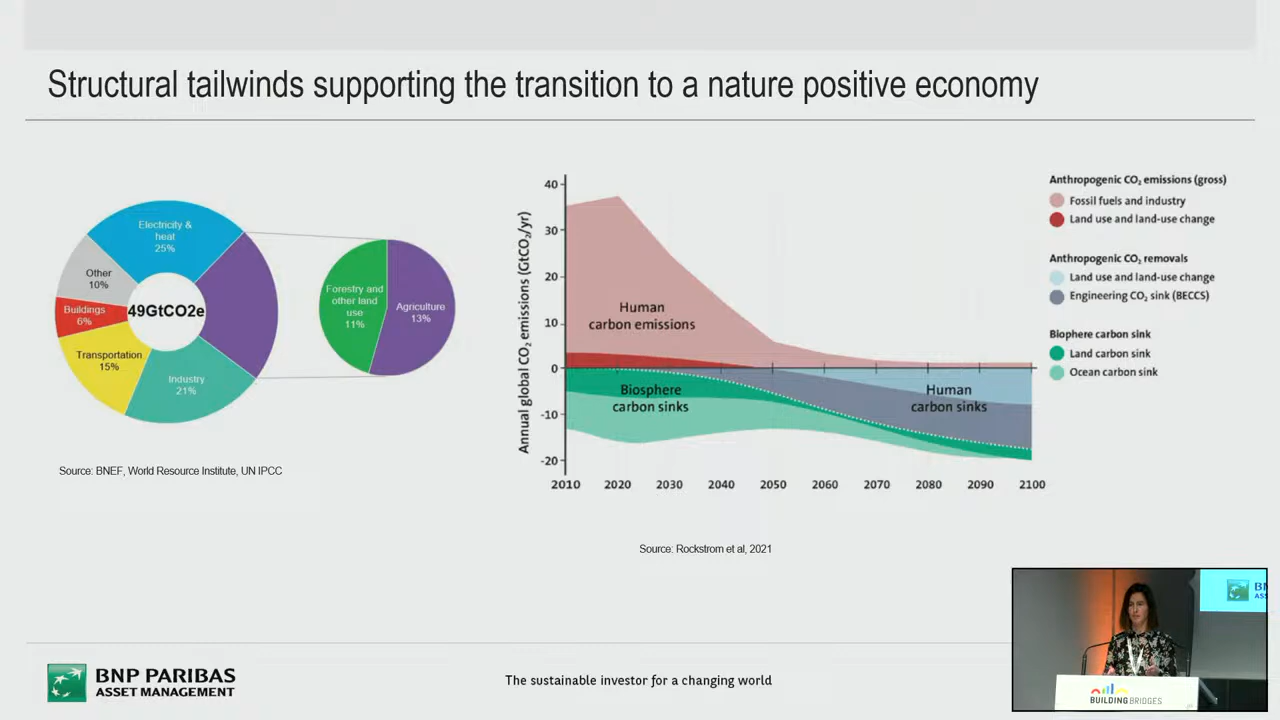 Structural tailwinds supporting the transition to a nature positive economy
Electricity &
heat
25%
Other
10%
Buildings
6%
49GtCO2e
Transportation
15%
Industry
21%
Forestry and
other land
use
11%
Agriculture
13%
Source: BNEF, World Resource Institute, UN IPCC
Annual global CO₂ emissions (GtCO₂/yr)
40
30
20
10
0
-10
-20
Human
carbon emissions
Biosphere
carbon sinks
Human
carbon sinks
2010 2020 2030 2040 2050 2060 2070 2080 2090 2100
Anthropogenic CO₂ emissions (gross)
Fossil fuels and industry
Land use and land-use change
Anthropogenic CO₂ removals
Land use and land-use change
Engineering CO₂ sink (BECCS)
Biophere carbon sink
Land carbon sink
Ocean carbon sink
Source: Rockstrom et al, 2021
BNP PARIBAS
ASSET MANAGEMENT
The sustainable investor for a changing world
BUILDINGBRIDGES